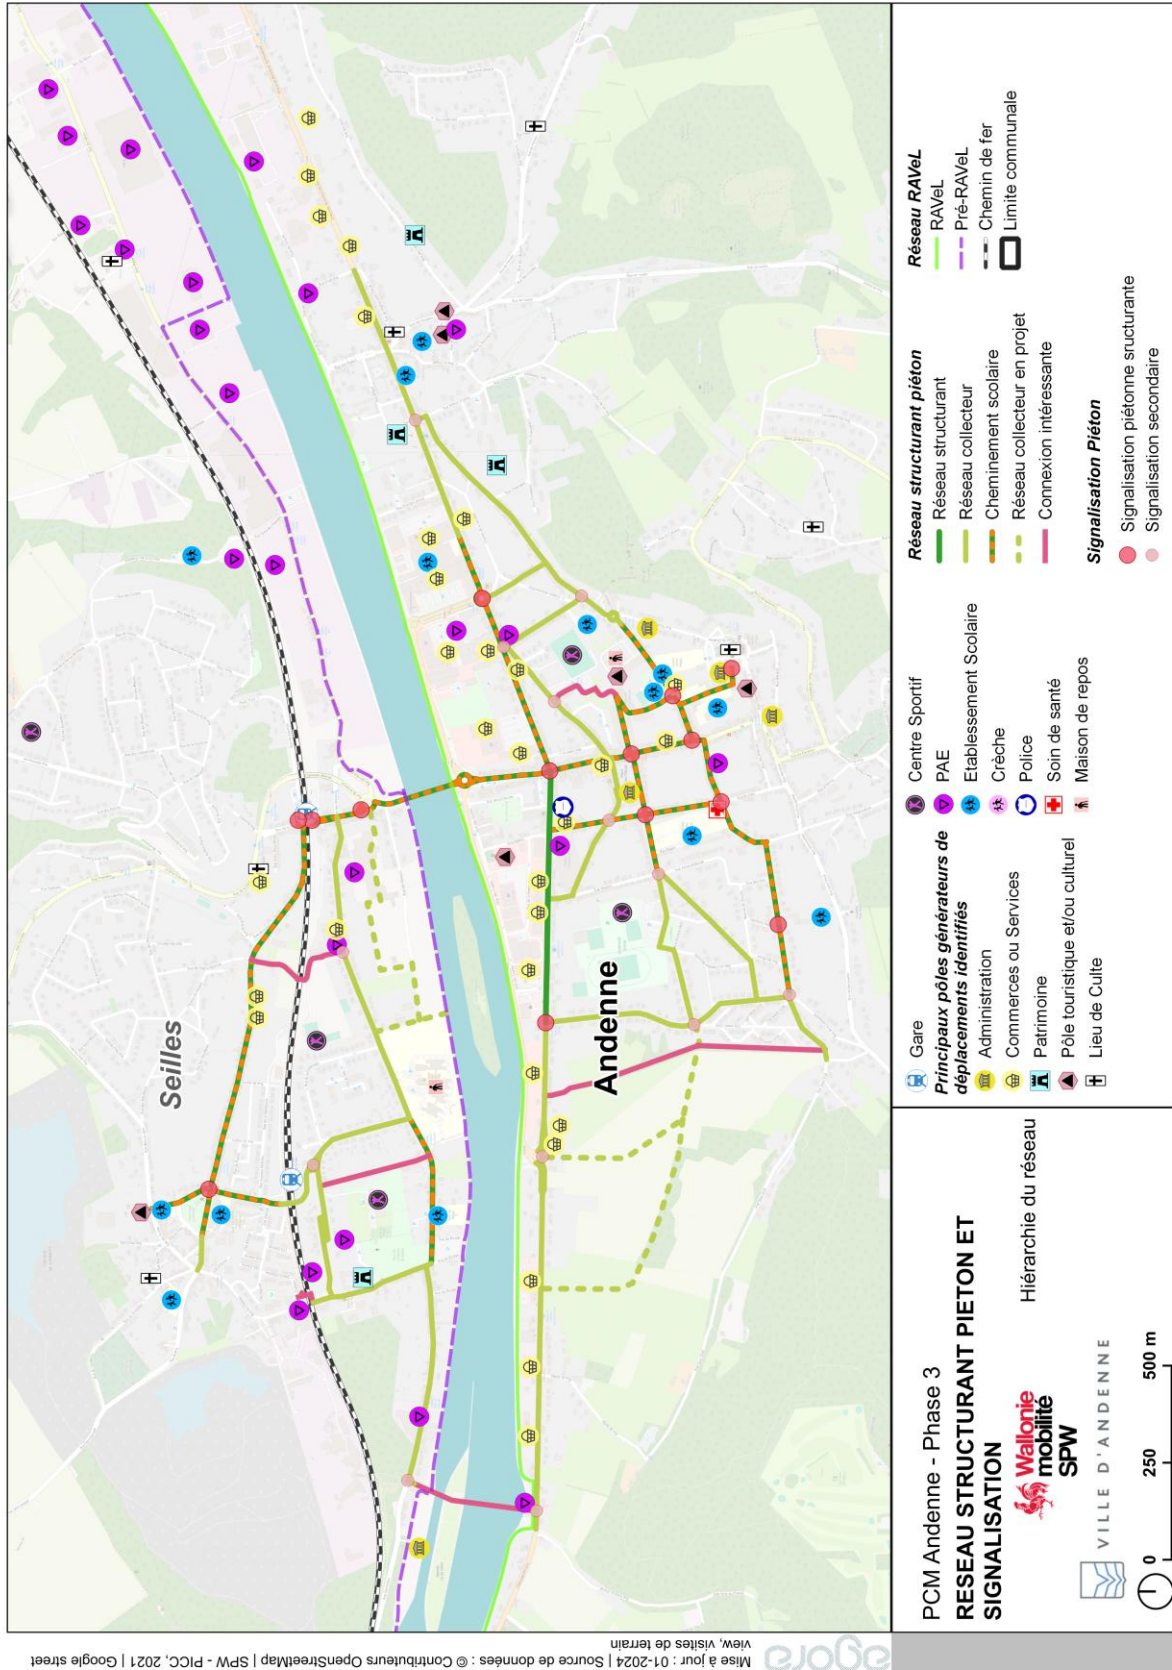 Seilles
Andenne
PCM Andenne - Phase 3
RESEAU STRUCTURANT PIETON ET
SIGNALISATION
Hiérarchie du réseau
Wallonie
mobilité
SPW
VILLE D'ANDENNE
0 250 500 m
Gare
Principaux pôles générateurs de
déplacements identifiés
Administration
Commerces ou Services
Patrimoine
Pôle touristique et/ou culturel
Lieu de Culte
Centre Sportif
PAE
Etablessement Scolaire
Crèche
Police
Soin de santé
Maison de repos
Réseau structurant piéton
Réseau structurant
Réseau collecteur
Cheminement scolaire
Réseau collecteur en projet
Connexion intéressante
Signalisation Piéton
Signalisation piétonne sructurante
Signalisation secondaire
Réseau RAVeL
RAVeL
Pré-RAVeL
Chemin de fer
Limite communale
agora
Mise à jour : 01-2024 | Source de données : © Contributeurs OpenStreetMap | SPW - PICC, 2021 | Google street
view, visites de terrain